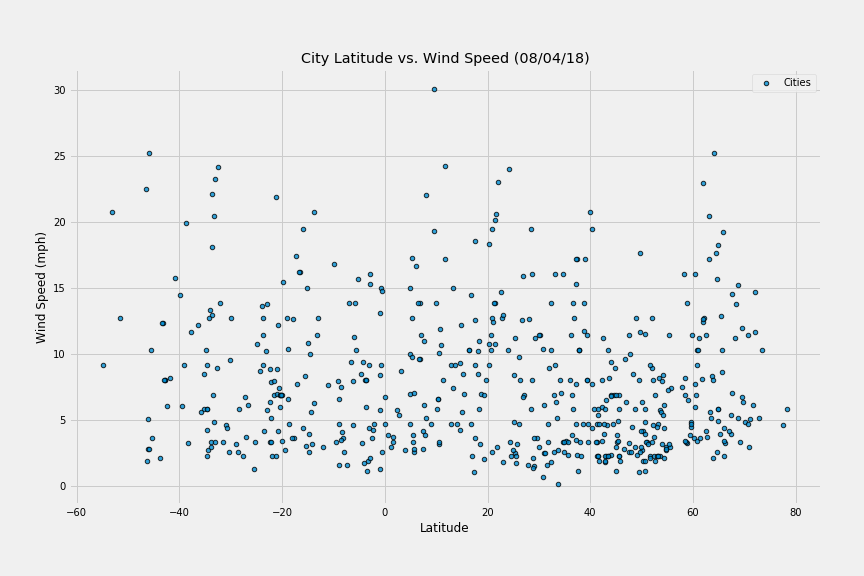 City Latitude vs. Wind Speed (08/04/18)
Cities
30
25
20
15
10
5
0
Wind Speed (mph)
−60 −40 −20 0 20 40 60 80
Latitude